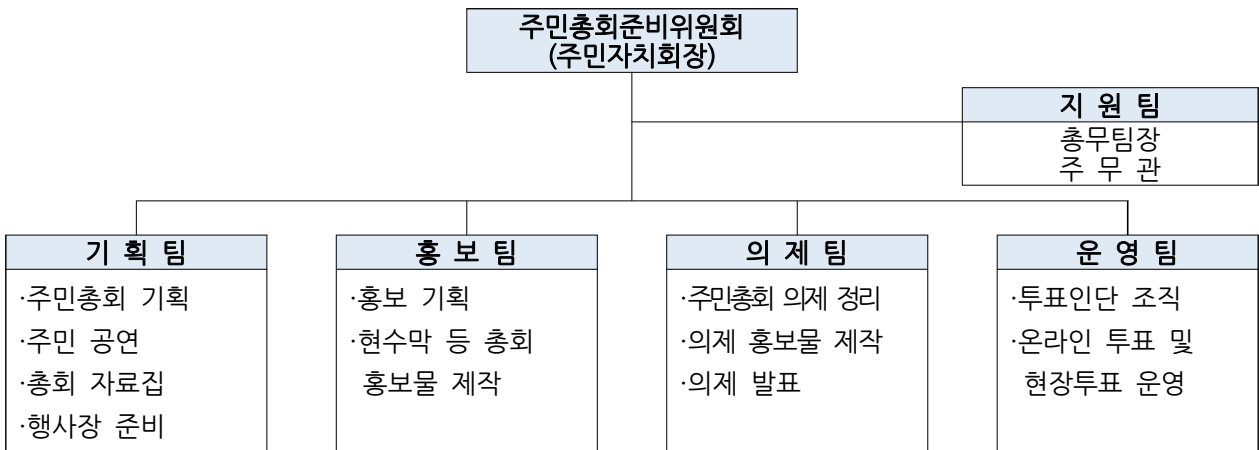 주민총회준비위원회
(주민자치회장)
지 원 팀
총무팀장
주 무 관
기 획 팀
·주민총회 기획
·주민 공연
·총회 자료집
·행사장 준비
홍 보 팀
·홍보 기획
·현수막 등 총회
홍보물 제작
의 제 팀
·주민총회 의제 정리
·의제 홍보물 제작
·의제 발표
운 영 팀
·투표인단 조직
·온라인 투표 및
현장투표 운영